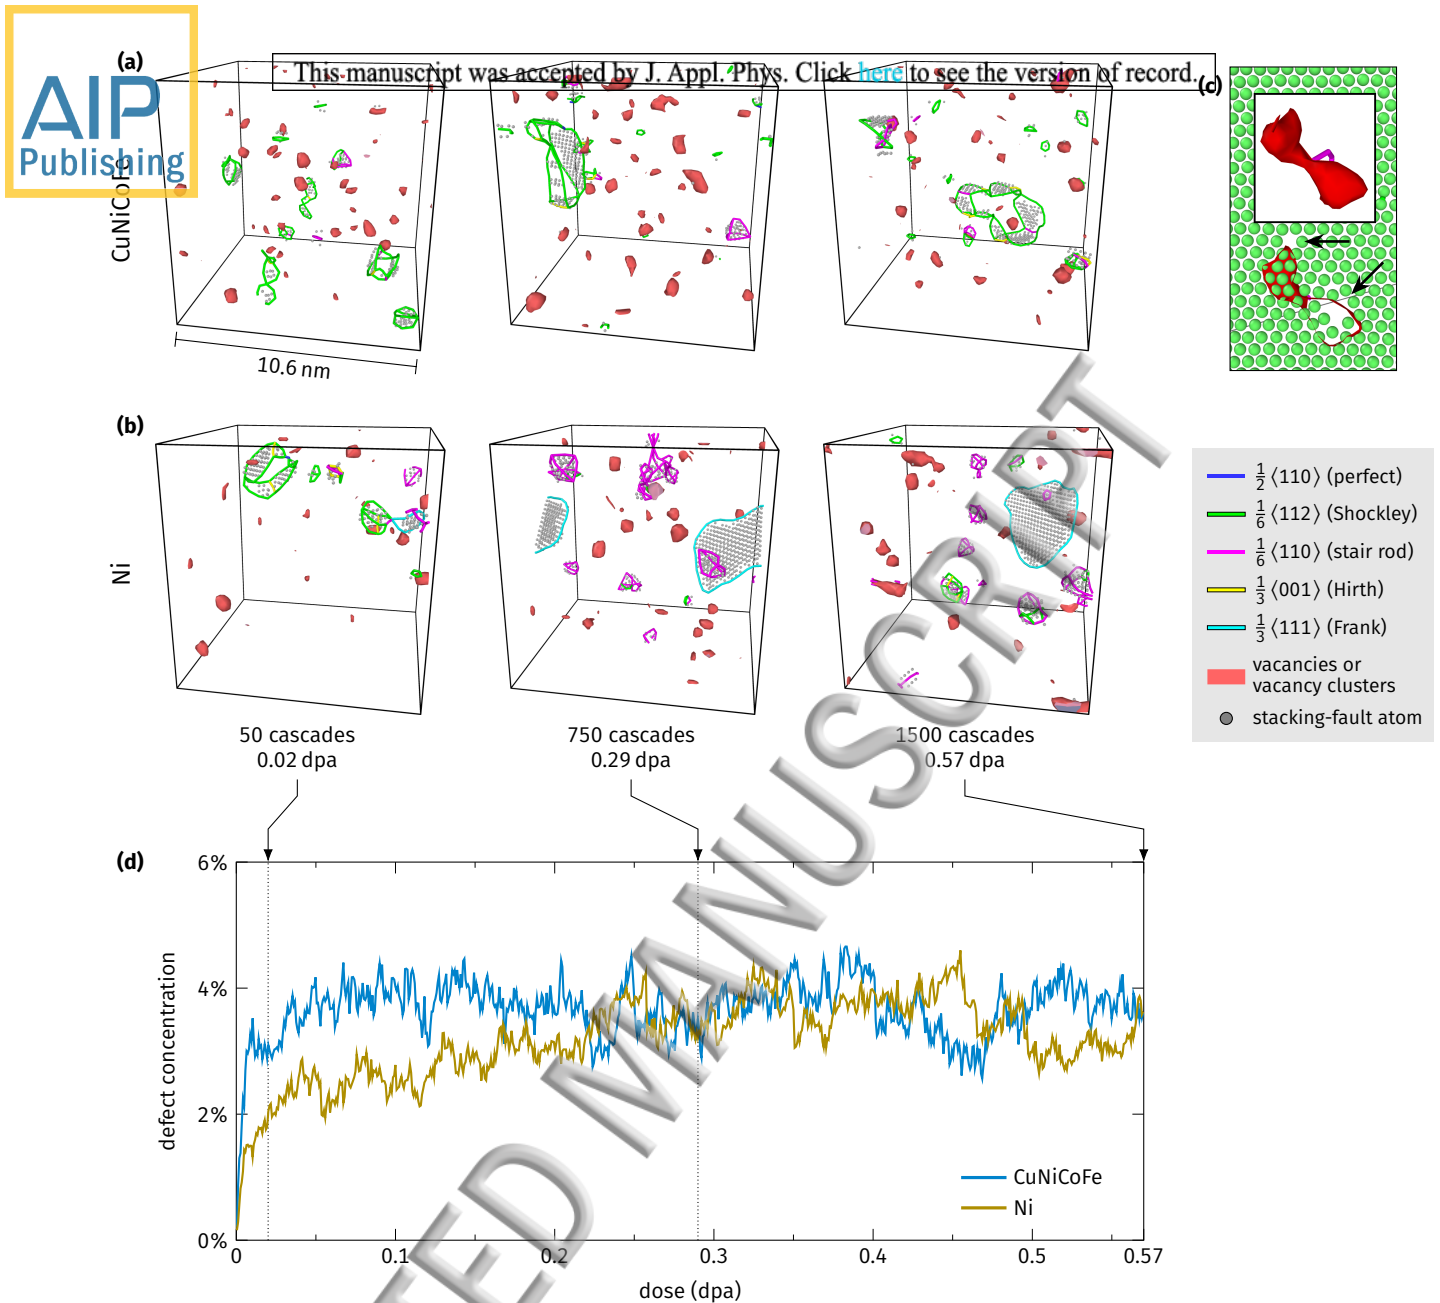 AIP
Publishing
This manuscript was accepted by J. Appl. Phys. Click here to see the version of record.
(a)
CuNiCoFe
10.6 nm
(c)
(b)
Ni
50 cascades
0.02 dpa
750 cascades
0.29 dpa
1500 cascades
0.57 dpa
1/2 ⟨110⟩ (perfect)
1/6 ⟨112⟩ (Shockley)
1/6 ⟨110⟩ (stair rod)
1/3 ⟨001⟩ (Hirth)
1/3 ⟨111⟩ (Frank)
vacancies or
vacancy clusters
stacking-fault atom
(d)
6%
4%
2%
0%
defect concentration
0 0.1 0.2 0.3 0.4 0.5 0.57
dose (dpa)
CuNiCoFe
Ni
TED MANUSCRIPT